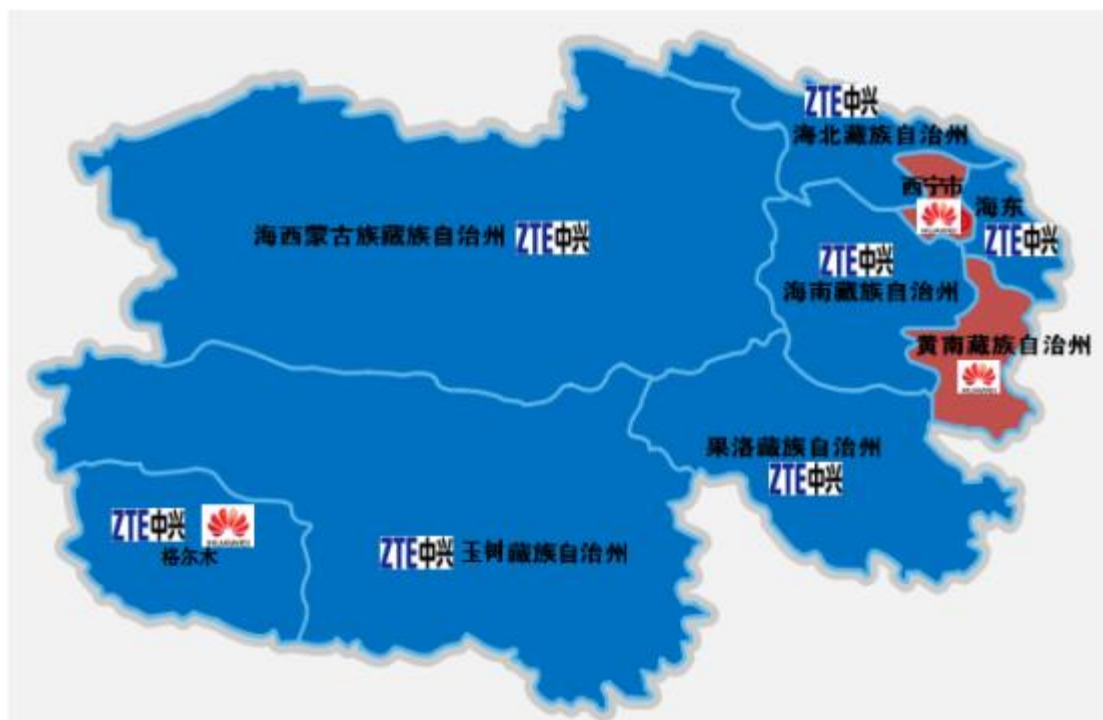 ZTE中兴
海北藏族自治州
西宁市
HUAWEI
海东
ZTE中兴
海西蒙古族藏族自治州 ZTE中兴
ZTE中兴
海南藏族自治州
黄南藏族自治州
HUAWEI
果洛藏族自治州
ZTE中兴
ZTE中兴 HUAWEI
格尔木
ZTE中兴 玉树藏族自治州